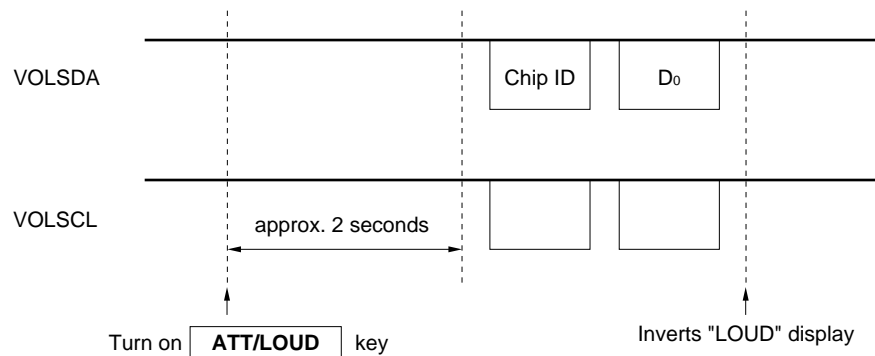 VOLSDA
Chip ID
D₀
VOLSCL
approx. 2 seconds
Turn on ATT/LOUD key
Inverts "LOUD" display